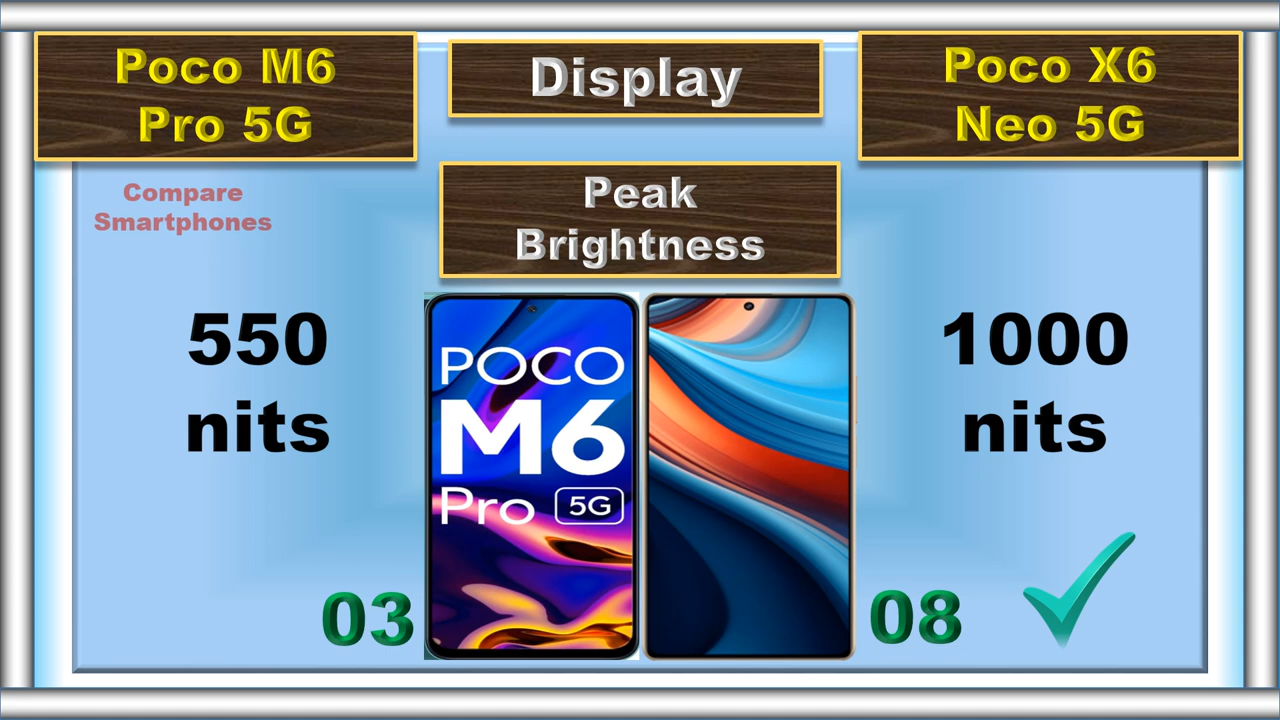 Poco M6
Pro 5G
Display
Poco X6
Neo 5G
Compare
Smartphones
Peak
Brightness
550
nits
1000
nits
POCO
M6
Pro 5G
03
08